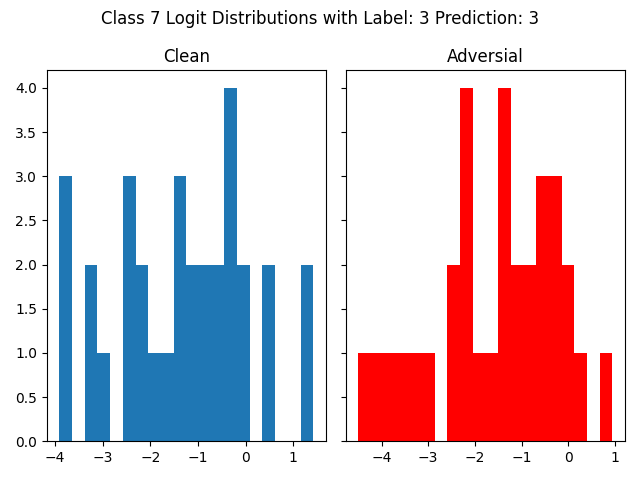 Class 7 Logit Distributions with Label: 3 Prediction: 3
Clean
Adversial
4.0
3.5
3.0
2.5
2.0
1.5
1.0
0.5
0.0
−4 −3 −2 −1 0 1
−4 −3 −2 −1 0 1